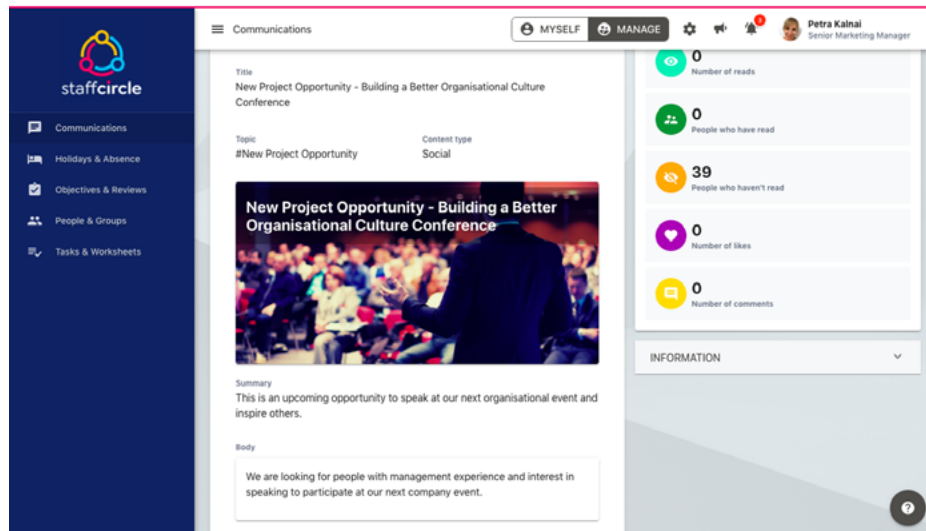 staffcircle
Communications
Holidays & Absence
Objectives & Reviews
People & Groups
Tasks & Worksheets
Communications
MYSELF
MANAGE
3
Petra Kalnai
Senior Marketing Manager
Title
New Project Opportunity - Building a Better Organisational Culture
Conference
Topic
#New Project Opportunity
Content type
Social
New Project Opportunity - Building a Better
Organisational Culture Conference
Summary
This is an upcoming opportunity to speak at our next organisational event and
inspire others.
Body
We are looking for people with management experience and interest in
speaking to participate at our next company event.
0
Number of reads
0
People who have read
39
People who haven't read
0
Number of likes
0
Number of comments
INFORMATION
?